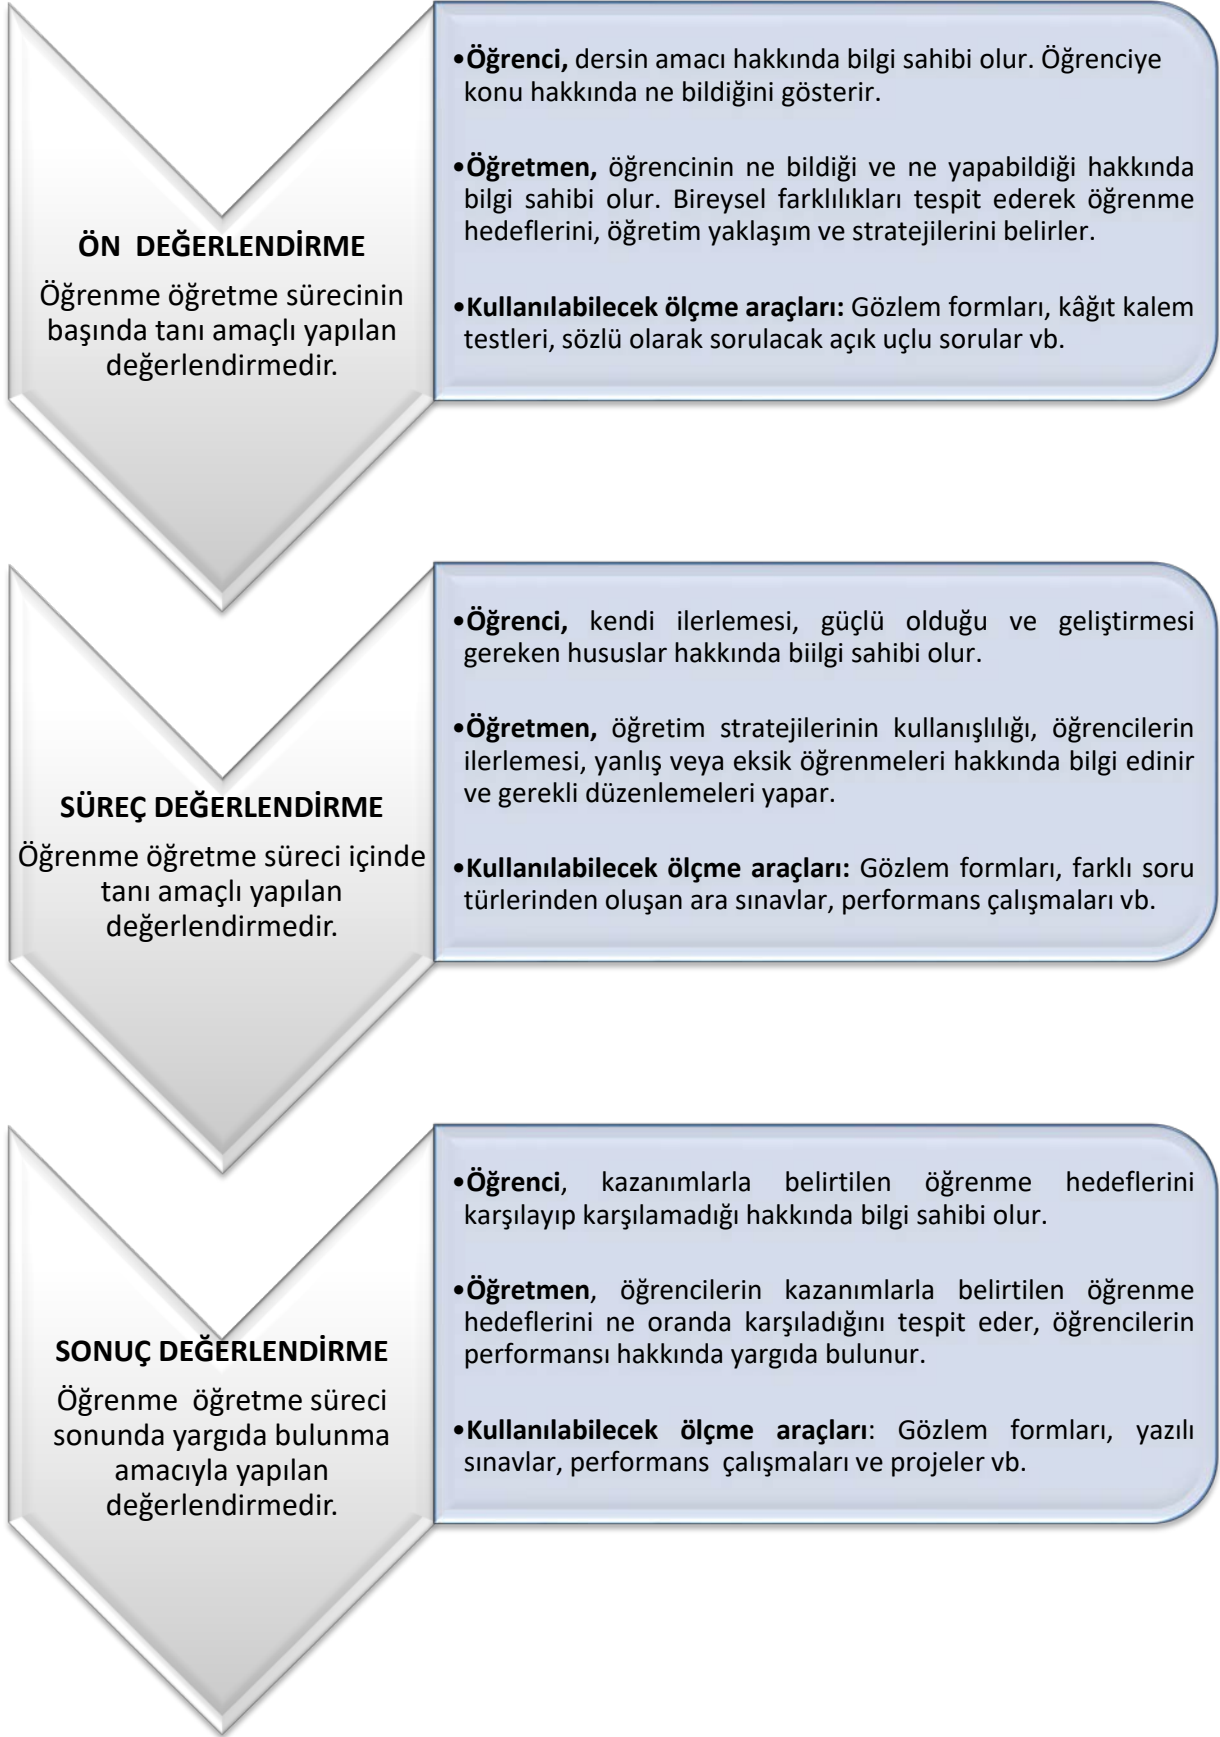 ÖN DEĞERLENDİRME
Öğrenme öğretme sürecinin
başında tanı amaçlı yapılan
değerlendirmedir.
•Öğrenci, dersin amacı hakkında bilgi sahibi olur. Öğrenciye
konu hakkında ne bildiğini gösterir.
•Öğretmen, öğrencinin ne bildiği ve ne yapabildiği hakkında
bilgi sahibi olur. Bireysel farklılıkları tespit ederek öğrenme
hedeflerini, öğretim yaklaşım ve stratejilerini belirler.
•Kullanılabilecek ölçme araçları: Gözlem formları, kâğıt kalem
testleri, sözlü olarak sorulacak açık uçlu sorular vb.
SÜREÇ DEĞERLENDİRME
Öğrenme öğretme süreci içinde
tanı amaçlı yapılan
değerlendirmedir.
•Öğrenci, kendi ilerlemesi, güçlü olduğu ve geliştirmesi
gereken hususlar hakkında biilgi sahibi olur.
•Öğretmen, öğretim stratejilerinin kullanışlılığı, öğrencilerin
ilerlemesi, yanlış veya eksik öğrenmeleri hakkında bilgi edinir
ve gerekli düzenlemeleri yapar.
•Kullanılabilecek ölçme araçları: Gözlem formları, farklı soru
türlerinden oluşan ara sınavlar, performans çalışmaları vb.
SONUÇ DEĞERLENDİRME
Öğrenme öğretme süreci
sonunda yargıda bulunma
amacıyla yapılan
değerlendirmedir.
•Öğrenci, kazanımlarla belirtilen öğrenme hedeflerini
karşılayıp karşılamadığı hakkında bilgi sahibi olur.
•Öğretmen, öğrencilerin kazanımlarla belirtilen öğrenme
hedeflerini ne oranda karşıladığını tespit eder, öğrencilerin
performansı hakkında yargıda bulunur.
•Kullanılabilecek ölçme araçları: Gözlem formları, yazılı
sınavlar, performans çalışmaları ve projeler vb.